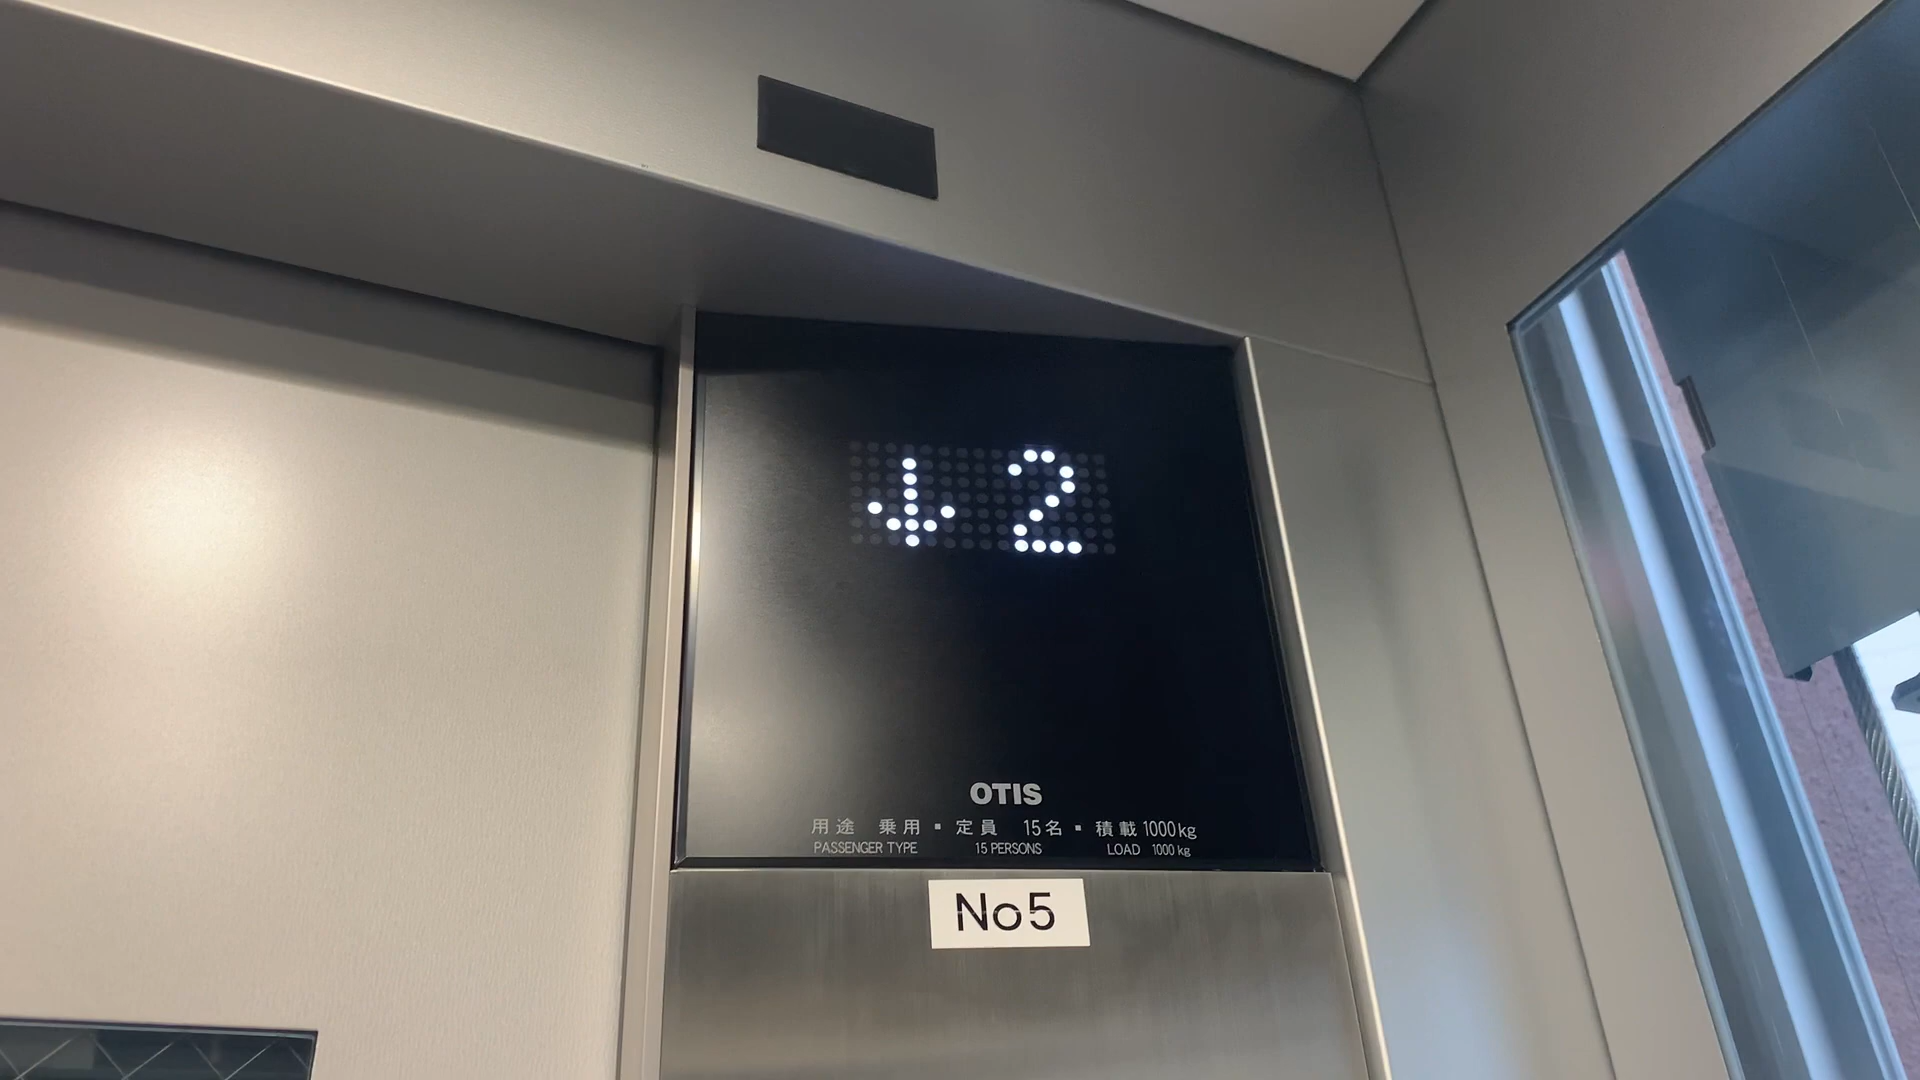 ↓ 2
OTIS
用途 乗用 ▪ 定員 15名 ▪ 積載 1000kg
PASSENGER TYPE 15 PERSONS LOAD 1000 kg
No5